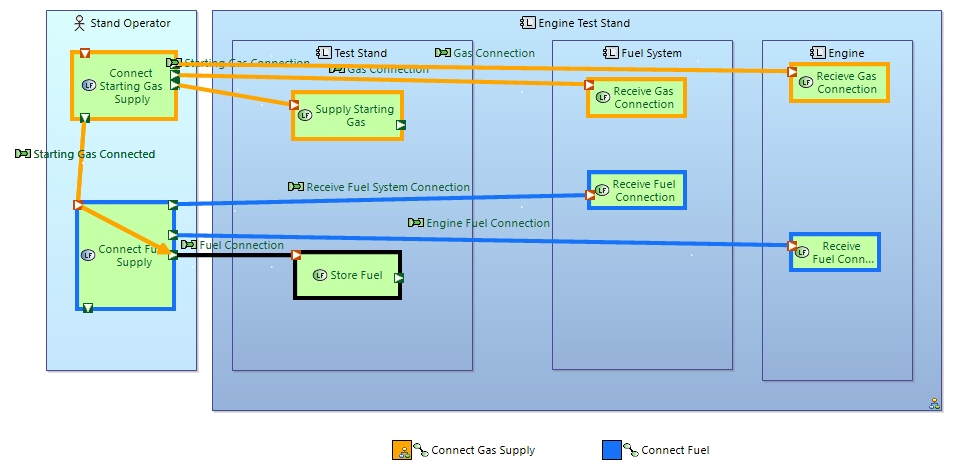 Stand Operator
Engine Test Stand
Test Stand
Gas Connection
Fuel System
Engine
Starting Gas Connection
Gas Connection
Connect
Starting Gas
Supply
Supply Starting
Gas
Receive Gas
Connection
Recieve Gas
Connection
Starting Gas Connected
Receive Fuel System Connection
Receive Fuel
Connection
Engine Fuel Connection
Fuel Connection
Connect Fu
Supply
Store Fuel
Receive
Fuel Conn...
Connect Gas Supply
Connect Fuel